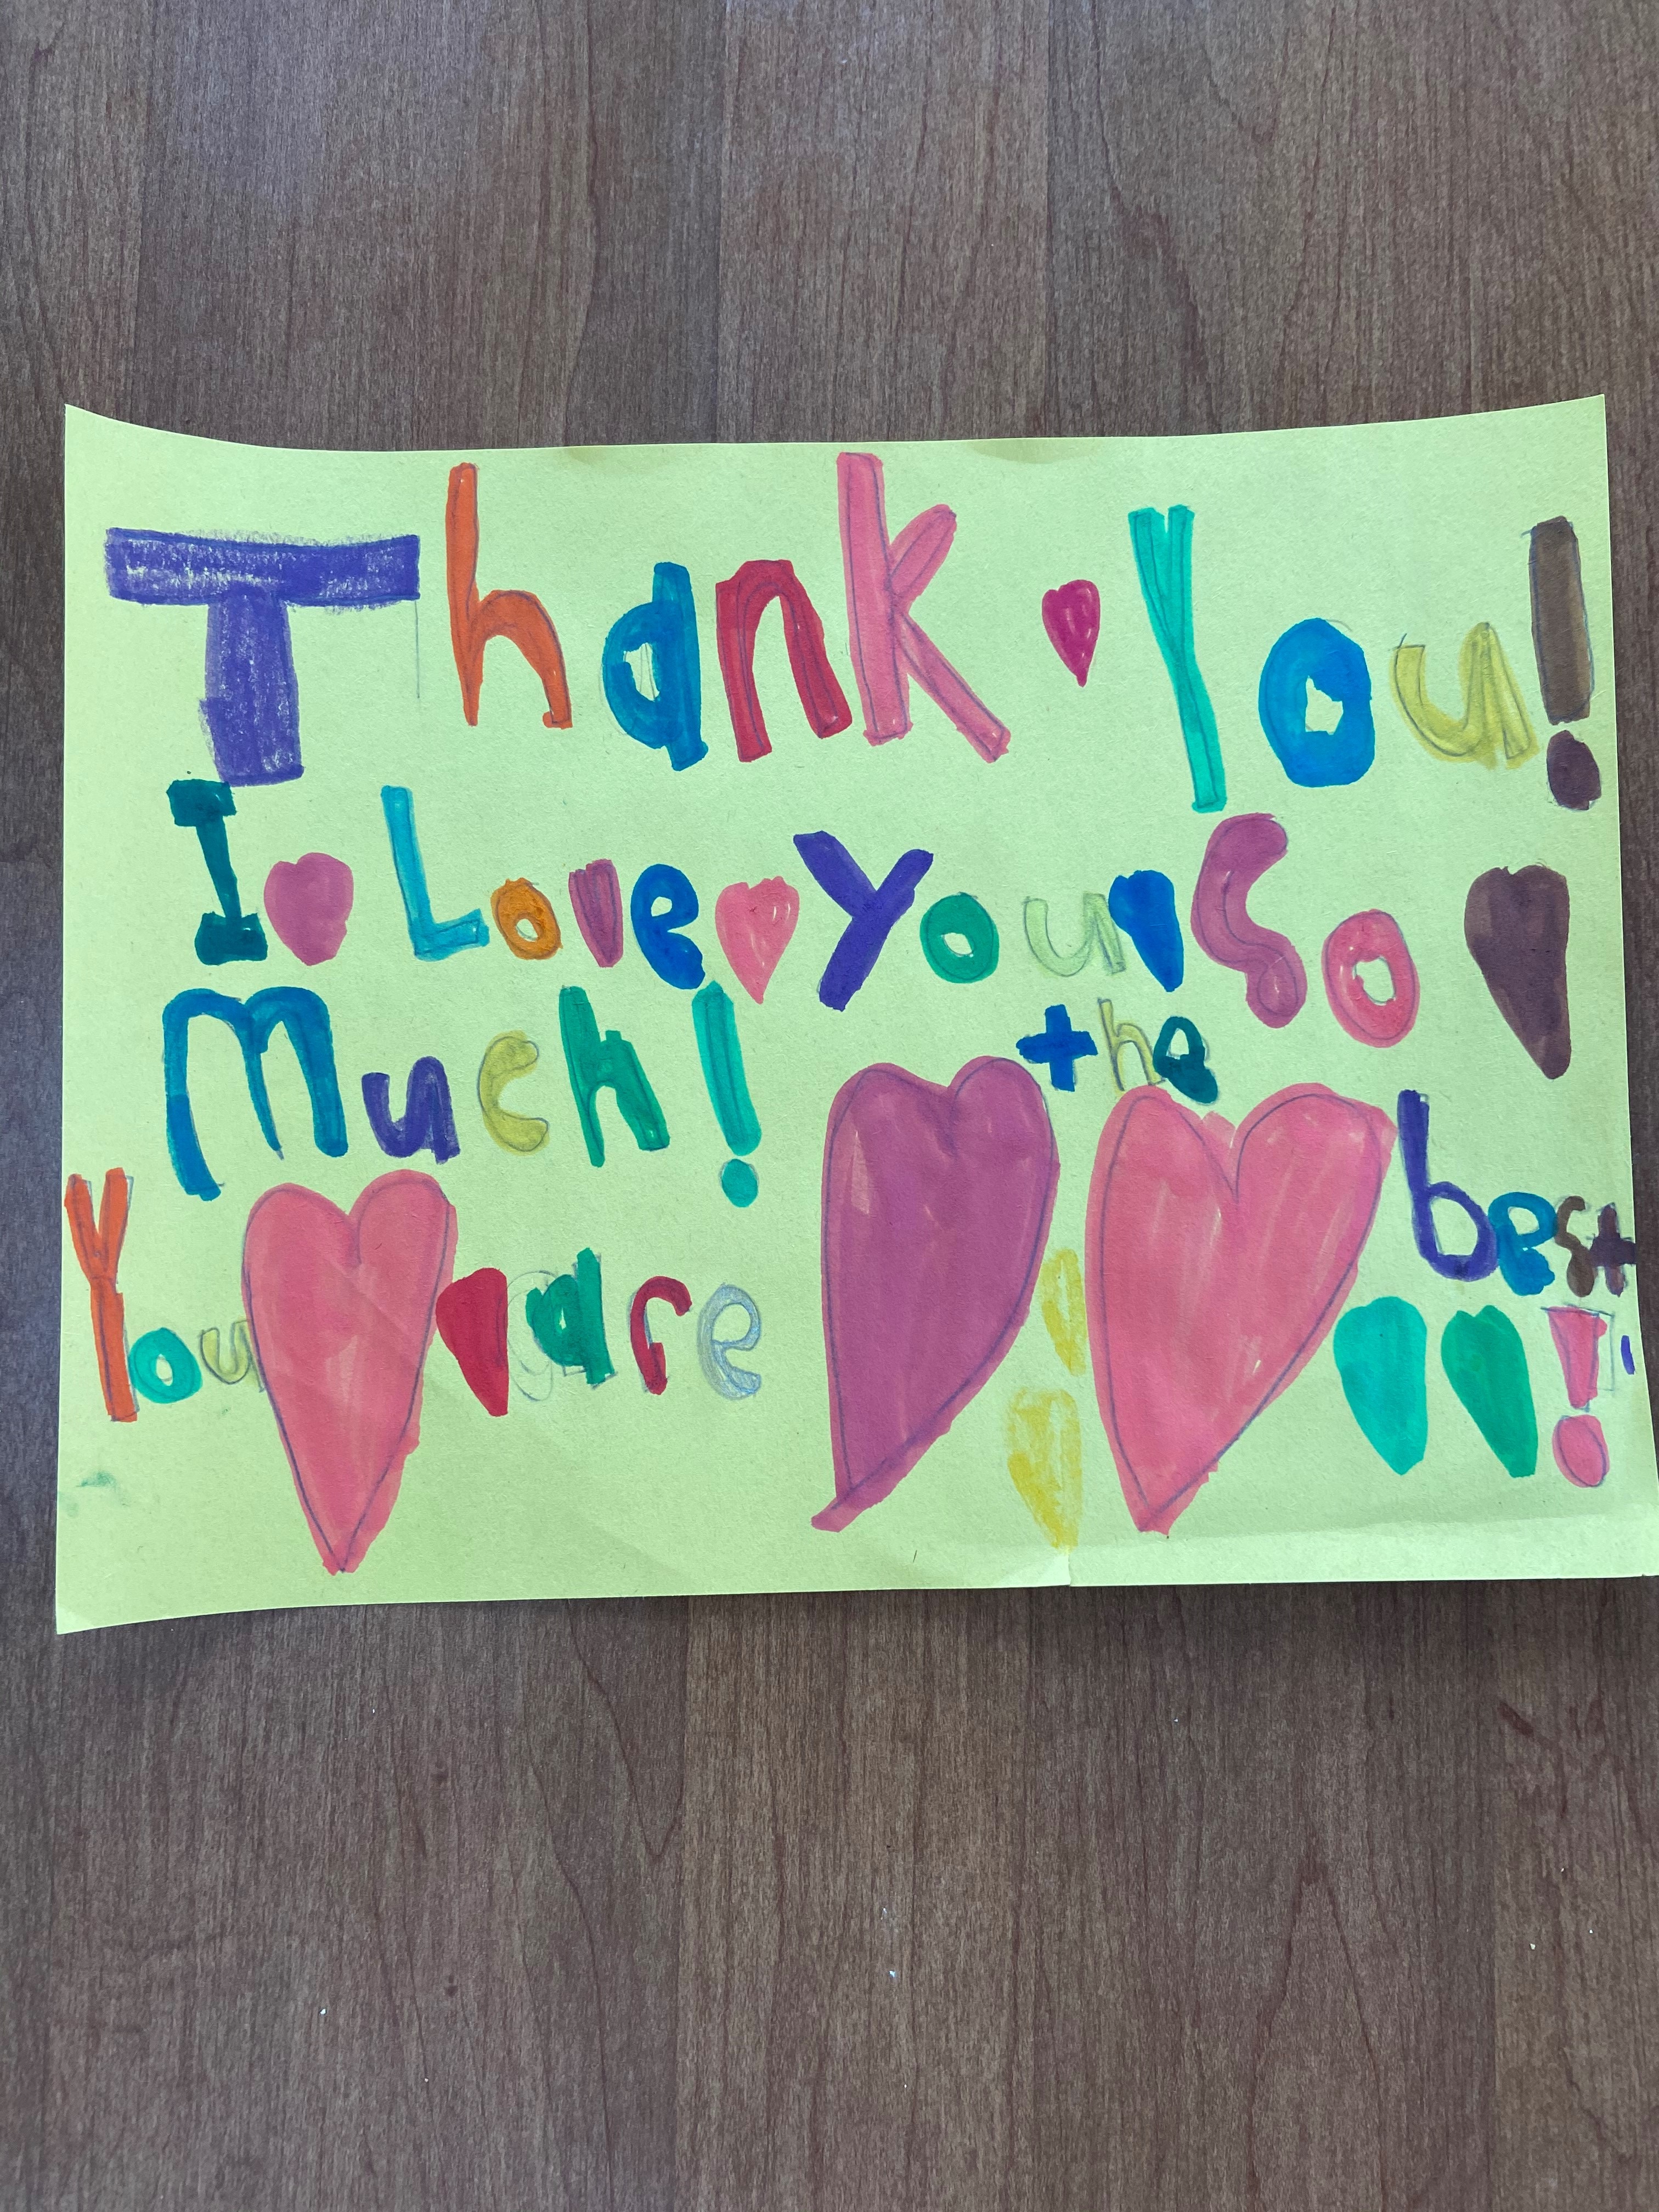 Thank You!
I Love You So
Much!
You are the best!